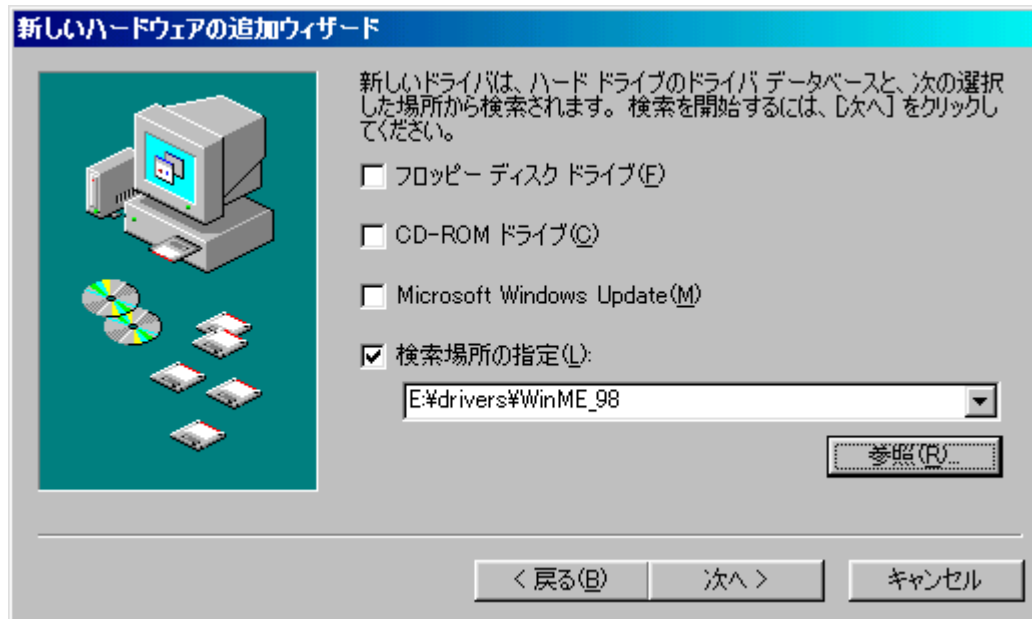 新しいハードウェアの追加ウィザード
新しいドライバは、ハード ドライブのドライバ データベースと、次の選択
した場所から検索されます。 検索を開始するには、[次へ] をクリックし
てください。
フロッピー ディスク ドライブ(F)
CD-ROM ドライブ(C)
Microsoft Windows Update(M)
検索場所の指定(L):
E:¥drivers¥WinME_98
参照(R)...
< 戻る(B)
次へ >
キャンセル